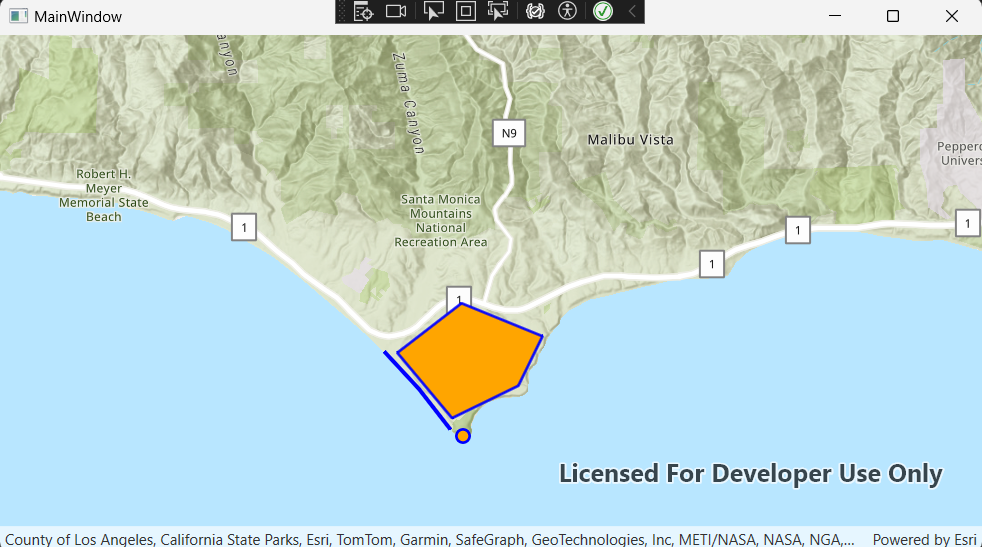 MainWindow
anyon
Zuma Canyon
N9
Malibu Vista
Pepperd
Univers
Robert H.
Meyer
Memorial State
Beach
Santa Monica
Mountains
National
Recreation Area
1
1
1
1
1
Licensed For Developer Use Only
County of Los Angeles, California State Parks, Esri, TomTom, Garmin, SafeGraph, GeoTechnologies, Inc, METI/NASA, NASA, NGA,...
Powered by Esri